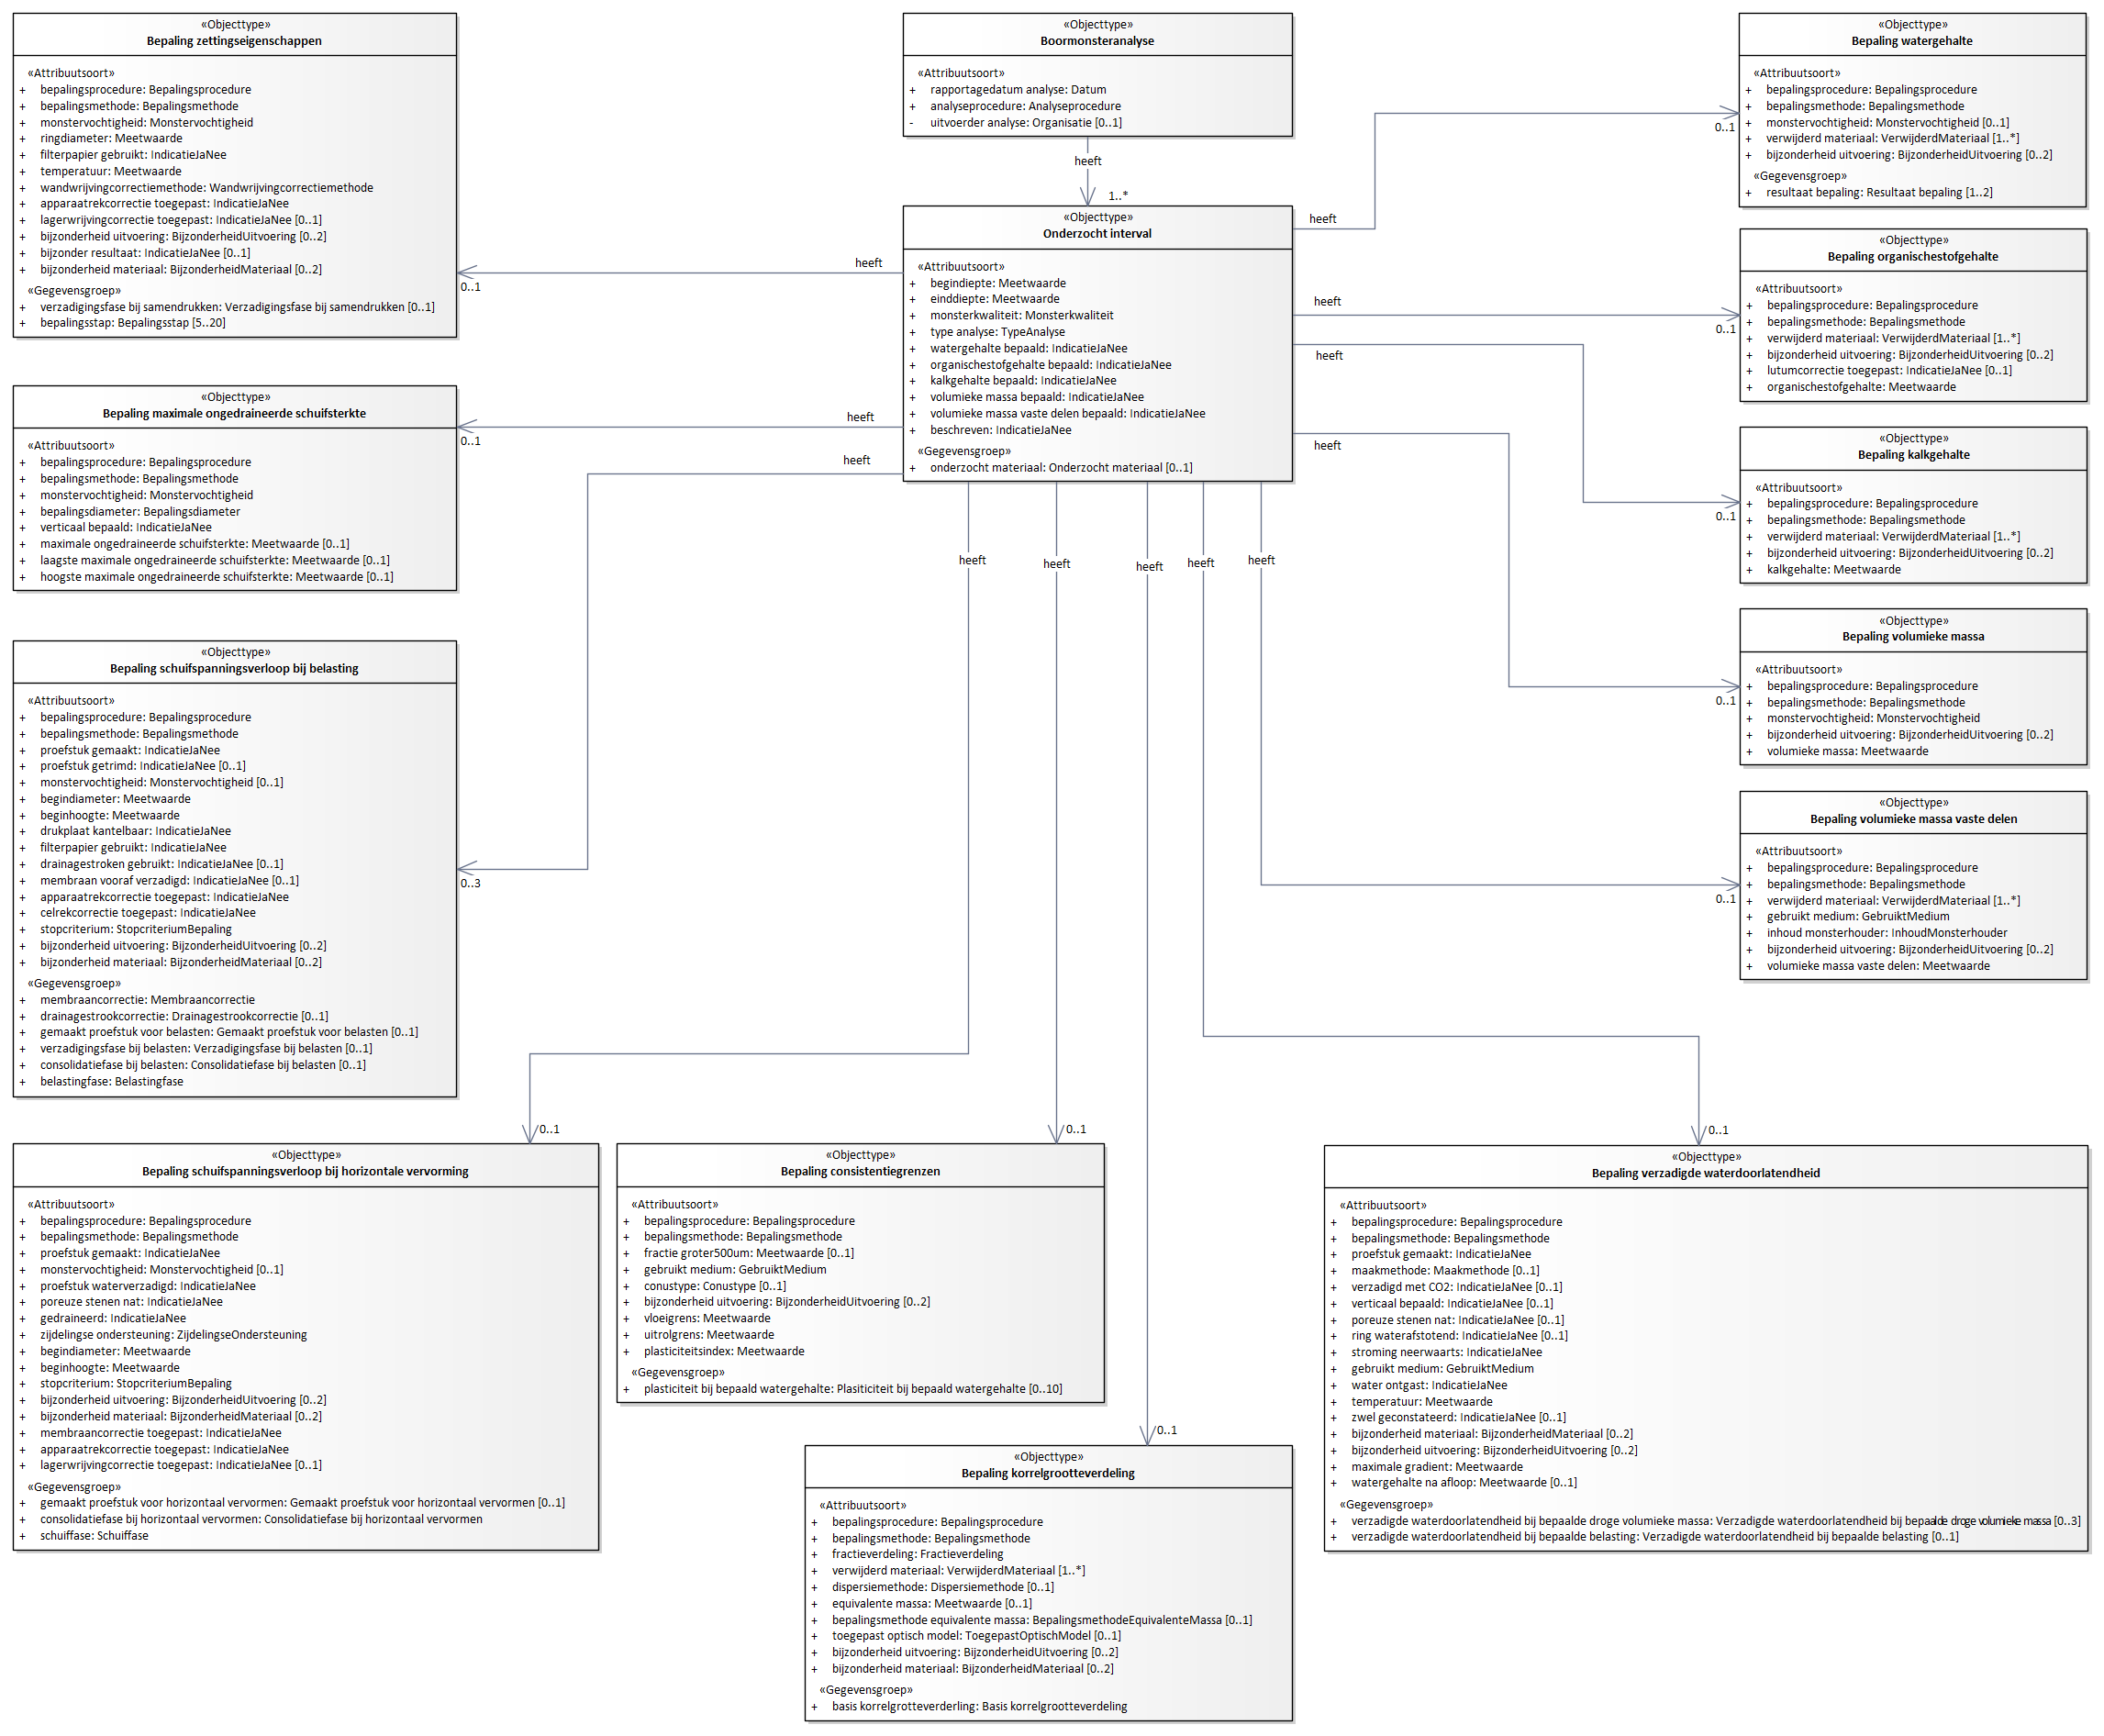 «Objecttype»
Bepaling zettingseigenschappen
«Attribuutsoort»
+ bepalingsprocedure: Bepalingsprocedure
+ bepalingsmethode: Bepalingsmethode
+ monstervochtigheid: Monstervochtigheid
+ ringdiameter: Meetwaarde
+ filterpapier gebruikt: IndicatieJaNee
+ temperatuur: Meetwaarde
+ wandwrijvingcorrectiemethode: Wandwrijvingcorrectiemethode
+ apparaatrekcorrectie toegepast: IndicatieJaNee
+ lagerwrijvingcorrectie toegepast: IndicatieJaNee [0..1]
+ bijzonderheid uitvoering: BijzonderheidUitvoering [0..2]
+ bijzonder resultaat: IndicatieJaNee [0..1]
+ bijzonderheid materiaal: BijzonderheidMateriaal [0..2]
«Gegevensgroep»
+ verzadigingsfase bij samendrukken: Verzadigingsfase bij samendrukken [0..1]
+ bepalingsstap: Bepalingsstap [5..20]
«Objecttype»
Boormonsteranalyse
«Attribuutsoort»
+ rapportagedatum analyse: Datum
+ analyseprocedure: Analyseprocedure
- uitvoerder analyse: Organisatie [0..1]
heeft
1..*
«Objecttype»
Onderzocht interval
«Attribuutsoort»
+ begindiepte: Meetwaarde
+ einddiepte: Meetwaarde
+ monsterkwaliteit: Monsterkwaliteit
+ type analyse: TypeAnalyse
+ watergehalte bepaald: IndicatieJaNee
+ organischestofgehalte bepaald: IndicatieJaNee
+ kalkgehalte bepaald: IndicatieJaNee
+ volumieke massa bepaald: IndicatieJaNee
+ volumieke massa vaste delen bepaald: IndicatieJaNee
+ beschreven: IndicatieJaNee
«Gegevensgroep»
+ onderzocht materiaal: Onderzocht materiaal [0..1]
«Objecttype»
Bepaling watergehalte
«Attribuutsoort»
+ bepalingsprocedure: Bepalingsprocedure
+ bepalingsmethode: Bepalingsmethode
+ monstervochtigheid: Monstervochtigheid [0..1]
+ verwijderd materiaal: VerwijderdMateriaal [1..*]
+ bijzonderheid uitvoering: BijzonderheidUitvoering [0..2]
«Gegevensgroep»
+ resultaat bepaling: Resultaat bepaling [1..2]
heeft
0..1
«Objecttype»
Bepaling organischestofgehalte
«Attribuutsoort»
+ bepalingsprocedure: Bepalingsprocedure
+ bepalingsmethode: Bepalingsmethode
+ verwijderd materiaal: VerwijderdMateriaal [1..*]
+ bijzonderheid uitvoering: BijzonderheidUitvoering [0..2]
+ lutumcorrectie toegepast: IndicatieJaNee [0..1]
+ organischestofgehalte: Meetwaarde
heeft
0..1
«Objecttype»
Bepaling kalkgehalte
«Attribuutsoort»
+ bepalingsprocedure: Bepalingsprocedure
+ bepalingsmethode: Bepalingsmethode
+ verwijderd materiaal: VerwijderdMateriaal [1..*]
+ bijzonderheid uitvoering: BijzonderheidUitvoering [0..2]
+ kalkgehalte: Meetwaarde
heeft
0..1
«Objecttype»
Bepaling volumieke massa
«Attribuutsoort»
+ bepalingsprocedure: Bepalingsprocedure
+ bepalingsmethode: Bepalingsmethode
+ monstervochtigheid: Monstervochtigheid
+ bijzonderheid uitvoering: BijzonderheidUitvoering [0..2]
+ volumieke massa: Meetwaarde
heeft
0..1
«Objecttype»
Bepaling volumieke massa vaste delen
«Attribuutsoort»
+ bepalingsprocedure: Bepalingsprocedure
+ bepalingsmethode: Bepalingsmethode
+ verwijderd materiaal: VerwijderdMateriaal [1..*]
+ gebruikt medium: GebruiktMedium
+ inhoud monsterhouder: InhoudMonsterhouder
+ bijzonderheid uitvoering: BijzonderheidUitvoering [0..2]
+ volumieke massa vaste delen: Meetwaarde
heeft
0..1
heeft
0..1
«Objecttype»
Bepaling maximale ongedraineerde schuifsterkte
«Attribuutsoort»
+ bepalingsprocedure: Bepalingsprocedure
+ bepalingsmethode: Bepalingsmethode
+ monstervochtigheid: Monstervochtigheid
+ bepalingsdiameter: Bepalingsdiameter
+ verticaal bepaald: IndicatieJaNee
+ maximale ongedraineerde schuifsterkte: Meetwaarde [0..1]
+ laagste maximale ongedraineerde schuifsterkte: Meetwaarde [0..1]
+ hoogste maximale ongedraineerde schuifsterkte: Meetwaarde [0..1]
heeft
0..1
«Objecttype»
Bepaling schuifspanningsverloop bij belasting
«Attribuutsoort»
+ bepalingsprocedure: Bepalingsprocedure
+ bepalingsmethode: Bepalingsmethode
+ proefstuk gemaakt: IndicatieJaNee
+ proefstuk getrimd: IndicatieJaNee [0..1]
+ monstervochtigheid: Monstervochtigheid [0..1]
+ begindiameter: Meetwaarde
+ beginhoogte: Meetwaarde
+ drukplaat kantelbaar: IndicatieJaNee
+ filterpapier gebruikt: IndicatieJaNee
+ drainagestroken gebruikt: IndicatieJaNee [0..1]
+ membraan vooraf verzadigd: IndicatieJaNee [0..1]
+ apparaatrekcorrectie toegepast: IndicatieJaNee
+ celrekcorrectie toegepast: IndicatieJaNee
+ stopcriterium: StopcriteriumBepaling
+ bijzonderheid uitvoering: BijzonderheidUitvoering [0..2]
+ bijzonderheid materiaal: BijzonderheidMateriaal [0..2]
«Gegevensgroep»
+ membraancorrectie: Membraancorrectie
+ drainagestrookcorrectie: Drainagestrookcorrectie [0..1]
+ gemaakt proefstuk voor belasten: Gemaakt proefstuk voor belasten [0..1]
+ verzadigingsfase bij belasten: Verzadigingsfase bij belasten [0..1]
+ consolidatiefase bij belasten: Consolidatiefase bij belasten [0..1]
+ belastingfase: Belastingfase
heeft
0..3
heeft
heeft
heeft
heeft
0..1
«Objecttype»
Bepaling schuifspanningsverloop bij horizontale vervorming
«Attribuutsoort»
+ bepalingsprocedure: Bepalingsprocedure
+ bepalingsmethode: Bepalingsmethode
+ proefstuk gemaakt: IndicatieJaNee
+ monstervochtigheid: Monstervochtigheid [0..1]
+ proefstuk waterverzadigd: IndicatieJaNee
+ poreuze stenen nat: IndicatieJaNee
+ gedraineerd: IndicatieJaNee
+ zijdelingse ondersteuning: ZijdelingseOndersteuning
+ begindiameter: Meetwaarde
+ beginhoogte: Meetwaarde
+ stopcriterium: StopcriteriumBepaling
+ bijzonderheid uitvoering: BijzonderheidUitvoering [0..2]
+ bijzonderheid materiaal: BijzonderheidMateriaal [0..2]
+ membraancorrectie toegepast: IndicatieJaNee
+ apparaatrekcorrectie toegepast: IndicatieJaNee
+ lagerwrijvingcorrectie toegepast: IndicatieJaNee [0..1]
«Gegevensgroep»
+ gemaakt proefstuk voor horizontaal vervormen: Gemaakt proefstuk voor horizontaal vervormen [0..1]
+ consolidatiefase bij horizontaal vervormen: Consolidatiefase bij horizontaal vervormen
+ schuiffase: Schuiffase
0..1
«Objecttype»
Bepaling consistentiegrenzen
«Attribuutsoort»
+ bepalingsprocedure: Bepalingsprocedure
+ bepalingsmethode: Bepalingsmethode
+ fractie groter500um: Meetwaarde [0..1]
+ gebruikt medium: GebruiktMedium
+ conustype: Conustype [0..1]
+ bijzonderheid uitvoering: BijzonderheidUitvoering [0..2]
+ vloeigrens: Meetwaarde
+ uitrolgrens: Meetwaarde
+ plasticiteitsindex: Meetwaarde
«Gegevensgroep»
+ plasticiteit bij bepaald watergehalte: Plasiticiteit bij bepaald watergehalte [0..10]
0..1
«Objecttype»
Bepaling korrelgrootteverdeling
«Attribuutsoort»
+ bepalingsprocedure: Bepalingsprocedure
+ bepalingsmethode: Bepalingsmethode
+ fractieverdeling: Fractieverdeling
+ verwijderd materiaal: VerwijderdMateriaal [1..*]
+ dispersiemethode: Dispersiemethode [0..1]
+ equivalente massa: Meetwaarde [0..1]
+ bepalingsmethode equivalente massa: BepalingsmethodeEquivalenteMassa [0..1]
+ toegepast optisch model: ToegepastOptischModel [0..1]
+ bijzonderheid uitvoering: BijzonderheidUitvoering [0..2]
+ bijzonderheid materiaal: BijzonderheidMateriaal [0..2]
«Gegevensgroep»
+ basis korrelgrotteverderling: Basis korrelgrootteverdeling
0..1
«Objecttype»
Bepaling verzadigde waterdoorlatendheid
«Attribuutsoort»
+ bepalingsprocedure: Bepalingsprocedure
+ bepalingsmethode: Bepalingsmethode
+ proefstuk gemaakt: IndicatieJaNee
+ maakmethode: Maakmethode [0..1]
+ verzadigd met CO2: IndicatieJaNee [0..1]
+ verticaal bepaald: IndicatieJaNee [0..1]
+ poreuze stenen nat: IndicatieJaNee [0..1]
+ ring waterafstotend: IndicatieJaNee [0..1]
+ stroming neerwaarts: IndicatieJaNee
+ gebruikt medium: GebruiktMedium
+ water ontgast: IndicatieJaNee
+ temperatuur: Meetwaarde
+ zwel geconstateerd: IndicatieJaNee [0..1]
+ bijzonderheid materiaal: BijzonderheidMateriaal [0..2]
+ bijzonderheid uitvoering: BijzonderheidUitvoering [0..2]
+ maximale gradient: Meetwaarde
+ watergehalte na afloop: Meetwaarde [0..1]
«Gegevensgroep»
+ verzadigde waterdoorlatendheid bij bepaalde droge volumieke massa: Verzadigde waterdoorlatendheid bij bepaalde droge volumieke massa [0..3]
+ verzadigde waterdoorlatendheid bij bepaalde belasting: Verzadigde waterdoorlatendheid bij bepaalde belasting [0..1]